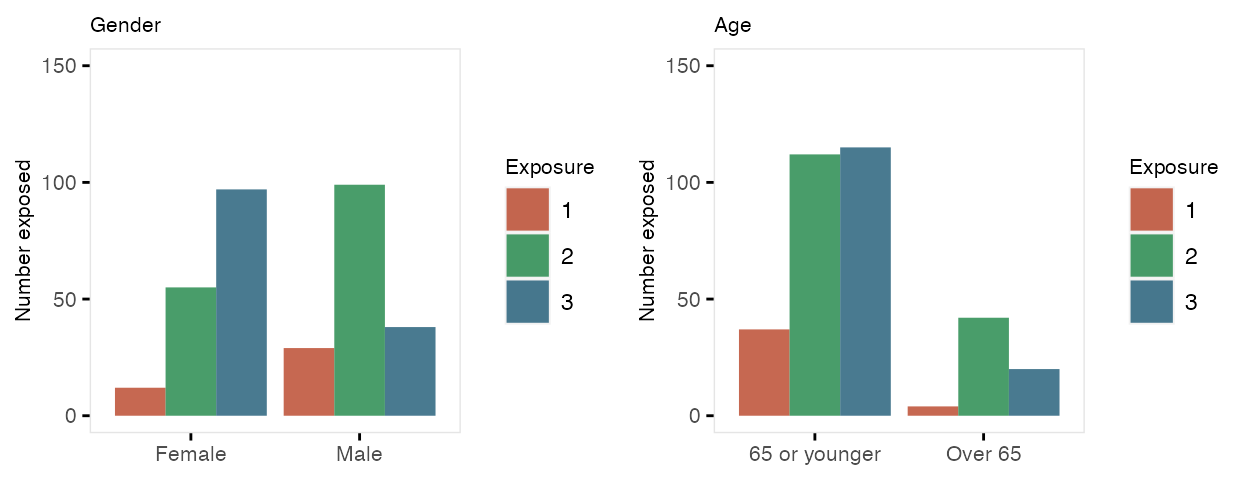 Gender
150
100
50
0
Number exposed
Female Male
Exposure
1
2
3
Age
150
100
50
0
Number exposed
65 or younger Over 65
Exposure
1
2
3